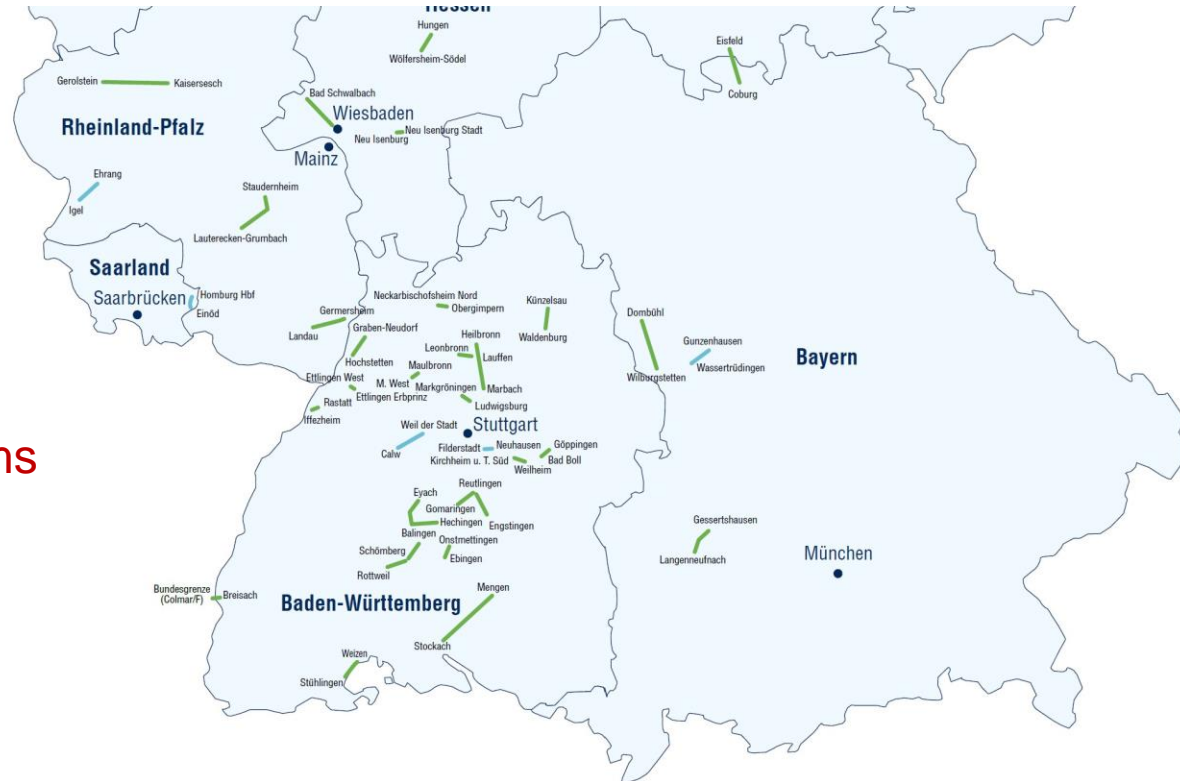 Hessen
Hungen
Wölfersheim-Södel
Eisfeld
Coburg
Gerolstein
Kaisersesch
Bad Schwalbach
Wiesbaden
Rheinland-Pfalz
Neu Isenburg Stadt
Neu Isenburg
Mainz
Ehrang
Igel
Staudernheim
Lauterecken-Grumbach
Saarland
Saarbrücken
Homburg Hbf
Einöd
Neckarbischofsheim Nord
Obergimpern
Künzelsau
Waldenburg
Germersheim
Landau
Graben-Neudorf
Hochstetten
Heilbronn
Leonbronn
Lauffen
Maulbronn
M. West
Marbach
Ettlingen West
Ettlingen Erbprinz
Markgröningen
Ludwigsburg
Rastatt
Iffezheim
Dombühl
Wilburgstetten
Gunzenhausen
Wassertrüdingen
Bayern
Weil der Stadt
Calw
Stuttgart
Filderstadt
Neuhausen
Göppingen
Bad Boll
Kirchheim u. T. Süd
Weilheim
ns
Reutlingen
Eyach
Gomaringen
Hechingen
Engstingen
Balingen
Onstmettingen
Schömberg
Ebingen
Rottweil
Gessertshausen
Langenneufnach
München
Bundesgrenze
(Colmar/F)
Breisach
Baden-Württemberg
Mengen
Stockach
Weizen
Stühlingen